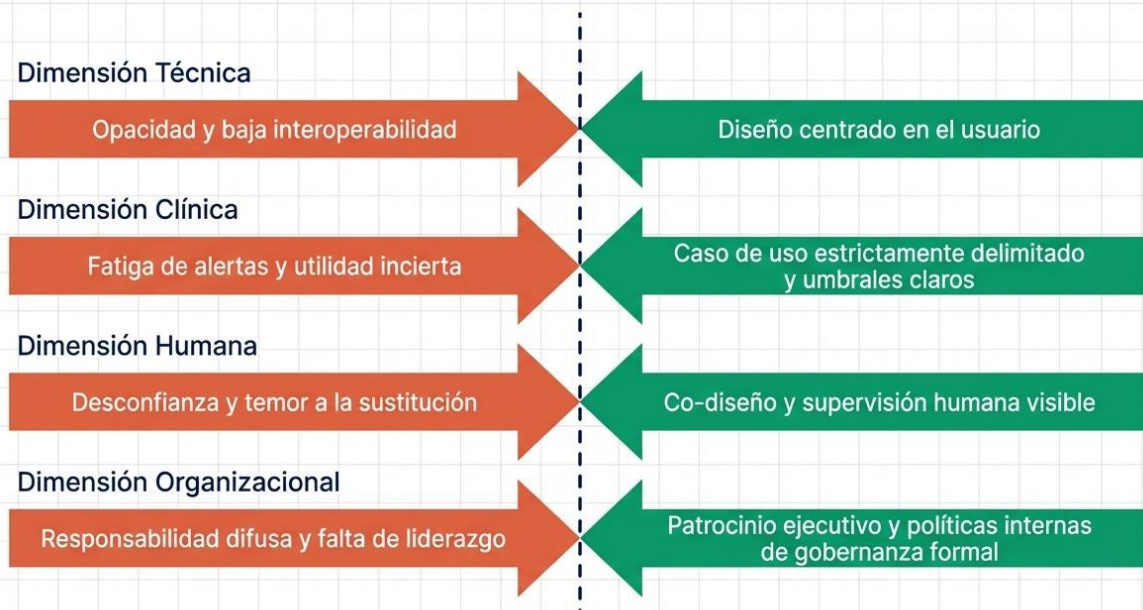 Dimensión Técnica
Opacidad y baja interoperabilidad
Diseño centrado en el usuario
Dimensión Clínica
Fatiga de alertas y utilidad incierta
Caso de uso estrictamente delimitado
y umbrales claros
Dimensión Humana
Desconfianza y temor a la sustitución
Co-diseño y supervisión humana visible
Dimensión Organizacional
Responsabilidad difusa y falta de liderazgo
Patrocinio ejecutivo y políticas internas
de gobernanza formal